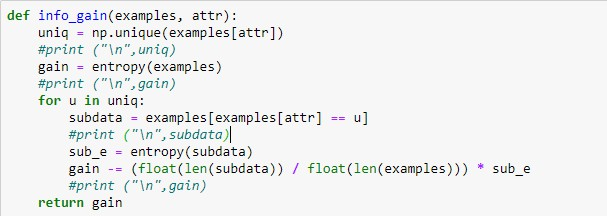 def info_gain(examples, attr):
    uniq = np.unique(examples[attr])
    #print ("\n",uniq)
    gain = entropy(examples)
    #print ("\n",gain)
    for u in uniq:
        subdata = examples[examples[attr] == u]
        #print ("\n",subdata)
        sub_e = entropy(subdata)
        gain -= (float(len(subdata)) / float(len(examples))) * sub_e
        #print ("\n",gain)
    return gain